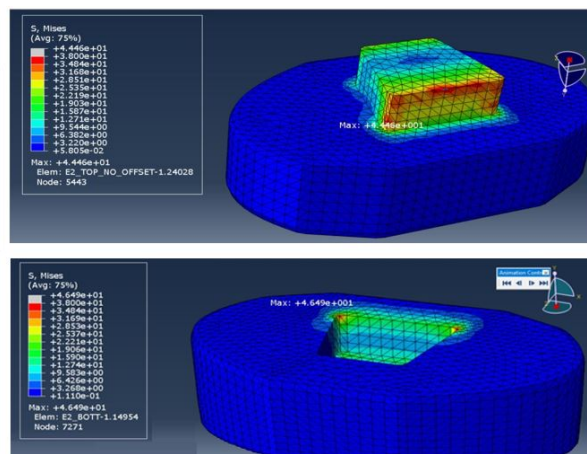 S, Mises
(Avg: 75%)
+4.446e+01
+3.800e+01
+3.484e+01
+3.168e+01
+2.851e+01
+2.535e+01
+2.219e+01
+1.903e+01
+1.587e+01
+1.271e+01
+9.544e+00
+6.382e+00
+3.220e+00
+5.805e-02
Max: +4.446e+01
Elem: E2_TOP_NO_OFFSET-1.24028
Node: 5443
Max: +4.446e+001
Y
S, Mises
(Avg: 75%)
+4.649e+01
+3.800e+01
+3.484e+01
+3.169e+01
+2.853e+01
+2.537e+01
+2.221e+01
+1.906e+01
+1.590e+01
+1.274e+01
+9.583e+00
+6.426e+00
+3.268e+00
+1.110e-01
Max: +4.649e+01
Elem: E2_BOTT-1.14954
Node: 7271
Max: +4.649e+001
Animation Contr